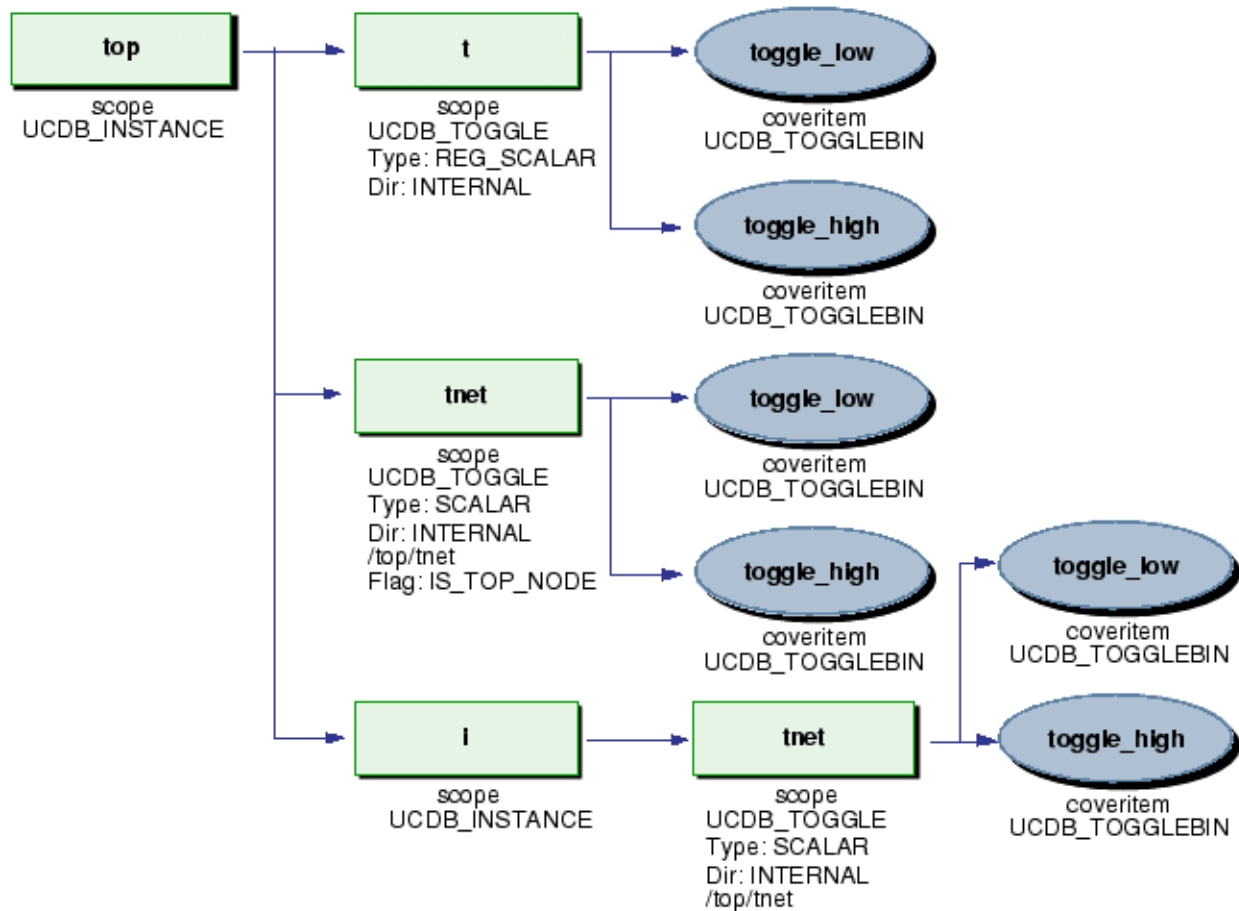 top
scope
UCDB_INSTANCE
t
scope
UCDB_TOGGLE
Type: REG_SCALAR
Dir: INTERNAL
toggle_low
coveritem
UCDB_TOGGLEBIN
toggle_high
coveritem
UCDB_TOGGLEBIN
tnet
scope
UCDB_TOGGLE
Type: SCALAR
Dir: INTERNAL
/top/tnet
Flag: IS_TOP_NODE
toggle_low
coveritem
UCDB_TOGGLEBIN
toggle_high
coveritem
UCDB_TOGGLEBIN
i
scope
UCDB_INSTANCE
tnet
scope
UCDB_TOGGLE
Type: SCALAR
Dir: INTERNAL
/top/tnet
toggle_low
coveritem
UCDB_TOGGLEBIN
toggle_high
coveritem
UCDB_TOGGLEBIN